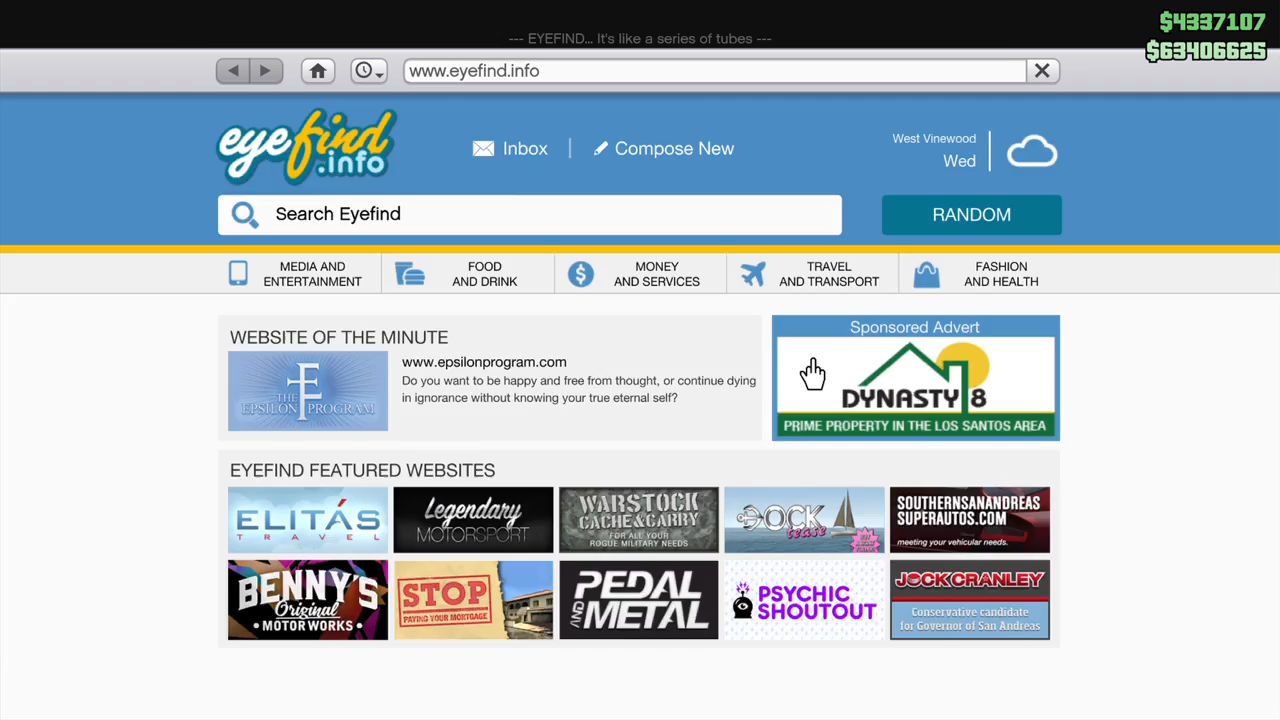 $4337107
--- EYEFIND... It's like a series of tubes ---
$63406625
www.eyefind.info
eyefind.info
Inbox
Compose New
West Vinewood
Wed
Search Eyefind
RANDOM
MEDIA AND
ENTERTAINMENT
FOOD
AND DRINK
MONEY
AND SERVICES
TRAVEL
AND TRANSPORT
FASHION
AND HEALTH
WEBSITE OF THE MINUTE
THE
EPSILON PROGRAM
www.epsilonprogram.com
Do you want to be happy and free from thought, or continue dying
in ignorance without knowing your true eternal self?
Sponsored Advert
DYNASTY 8
PRIME PROPERTY IN THE LOS SANTOS AREA
EYEFIND FEATURED WEBSITES
ELITÁS
TRAVEL
Legendary
MOTORSPORT
WARSTOCK
CACHE & CARRY
FOR ALL YOUR
ROGUE MILITARY NEEDS
DOCK
tease
SOUTHERNSANANDREAS
SUPERAUTOS.COM
meeting your vehicular needs.
BENNY'S
Original
• MOTOR WORKS •
STOP
PAYING YOUR MORTGAGE
PEDAL
AND METAL
PSYCHIC
SHOUTOUT
JOCK CRANLEY
Conservative candidate
for Governor of San Andreas